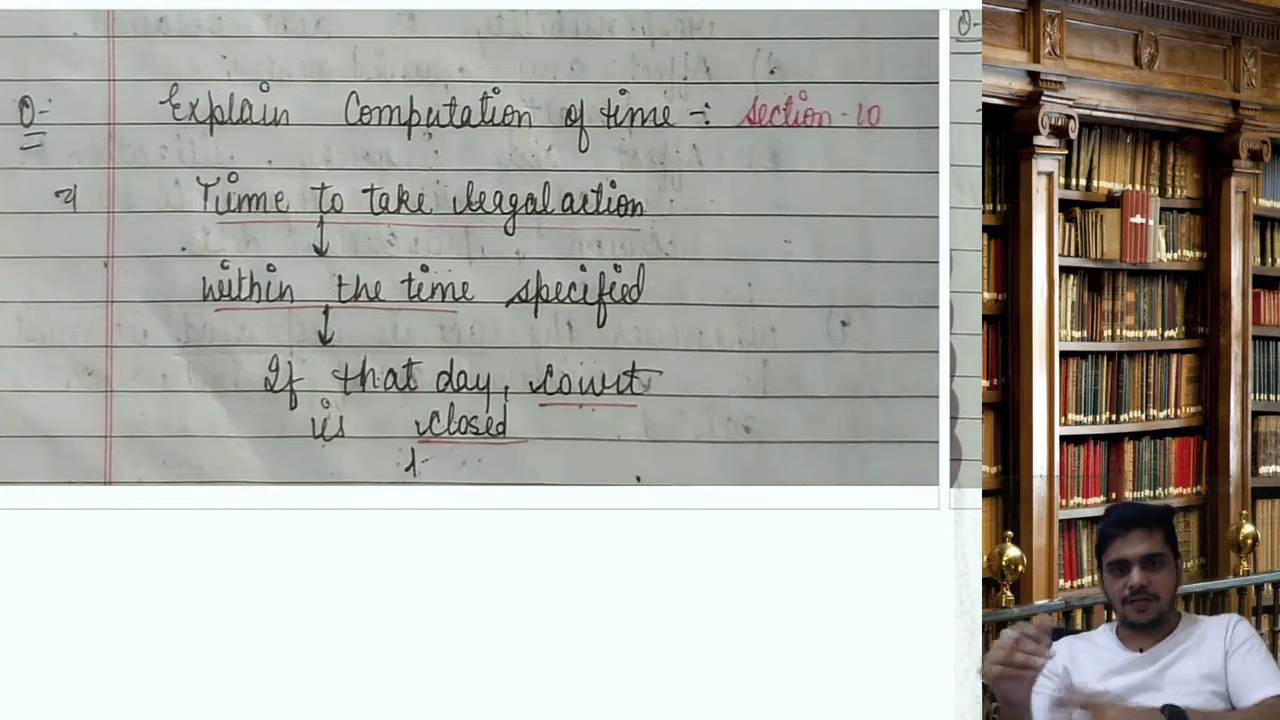 Q-
Explain Computation of time -: section-10
Time to take leagal action
within the time specified
If that day, court
is closed